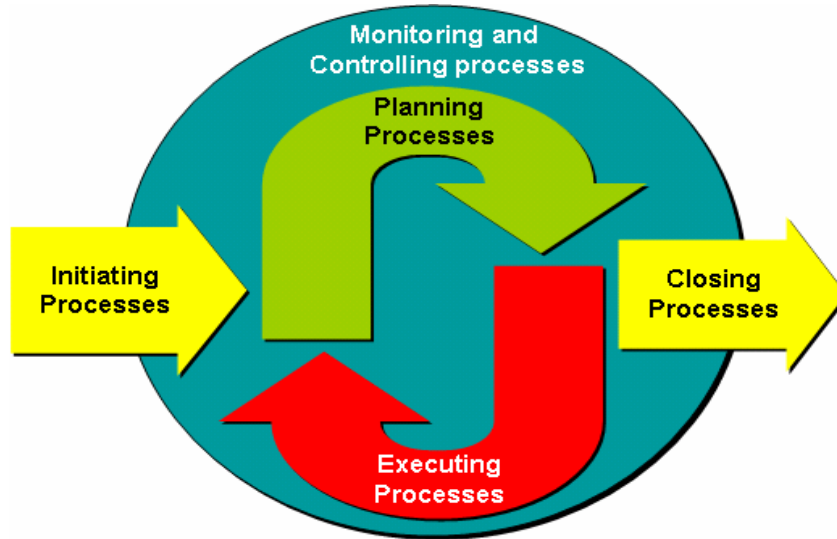 Monitoring and
Controlling processes
Planning
Processes
Initiating
Processes
Closing
Processes
Executing
Processes